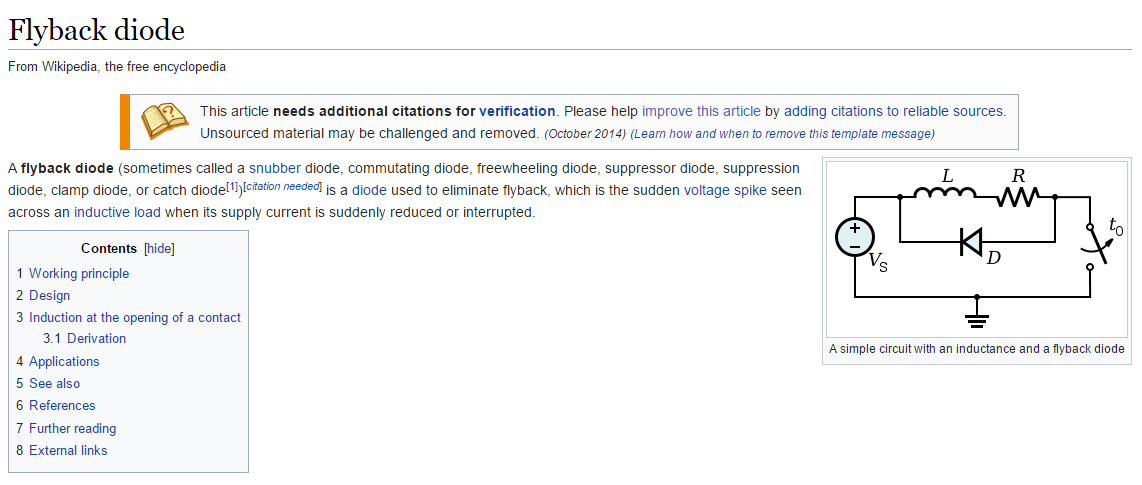 Flyback diode
From Wikipedia, the free encyclopedia
This article needs additional citations for verification. Please help improve this article by adding citations to reliable sources.
Unsourced material may be challenged and removed. (October 2014) (Learn how and when to remove this template message)
A flyback diode (sometimes called a snubber diode, commutating diode, freewheeling diode, suppressor diode, suppression
diode, clamp diode, or catch diode[1])[citation needed] is a diode used to eliminate flyback, which is the sudden voltage spike seen
across an inductive load when its supply current is suddenly reduced or interrupted.
Contents [hide]
1 Working principle
2 Design
3 Induction at the opening of a contact
3.1 Derivation
4 Applications
5 See also
6 References
7 Further reading
8 External links
L R
t0
D
VS
A simple circuit with an inductance and a flyback diode